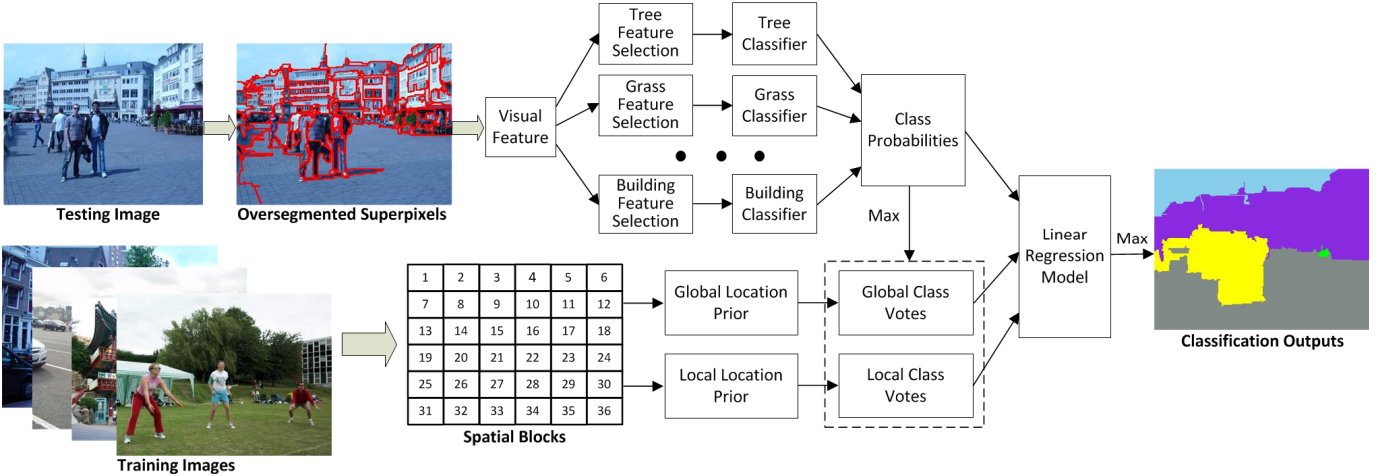 Tree
Feature
Selection
Tree
Classifier
Grass
Feature
Selection
Grass
Classifier
Visual
Feature
Class
Probabilities
Building
Feature
Selection
Building
Classifier
Testing Image
Oversegmented Superpixels
Max
Linear
Regression
Model
Max
1 2 3 4 5 6
7 8 9 10 11 12
13 14 15 16 17 18
19 20 21 22 23 24
25 26 27 28 29 30
31 32 33 34 35 36
Spatial Blocks
Global Location
Prior
Global Class
Votes
Local Location
Prior
Local Class
Votes
Classification Outputs
Training Images